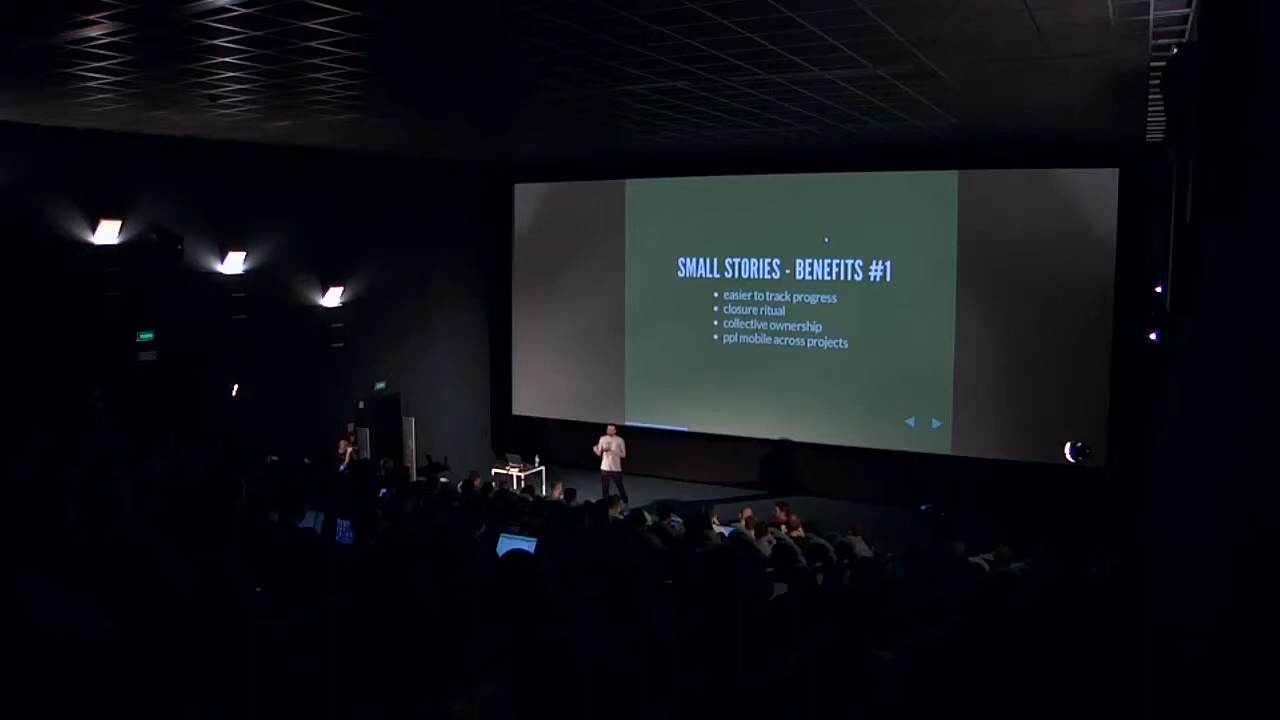 SMALL STORIES - BENEFITS #1
• easier to track progress
• closure ritual
• collective ownership
• ppl mobile across projects